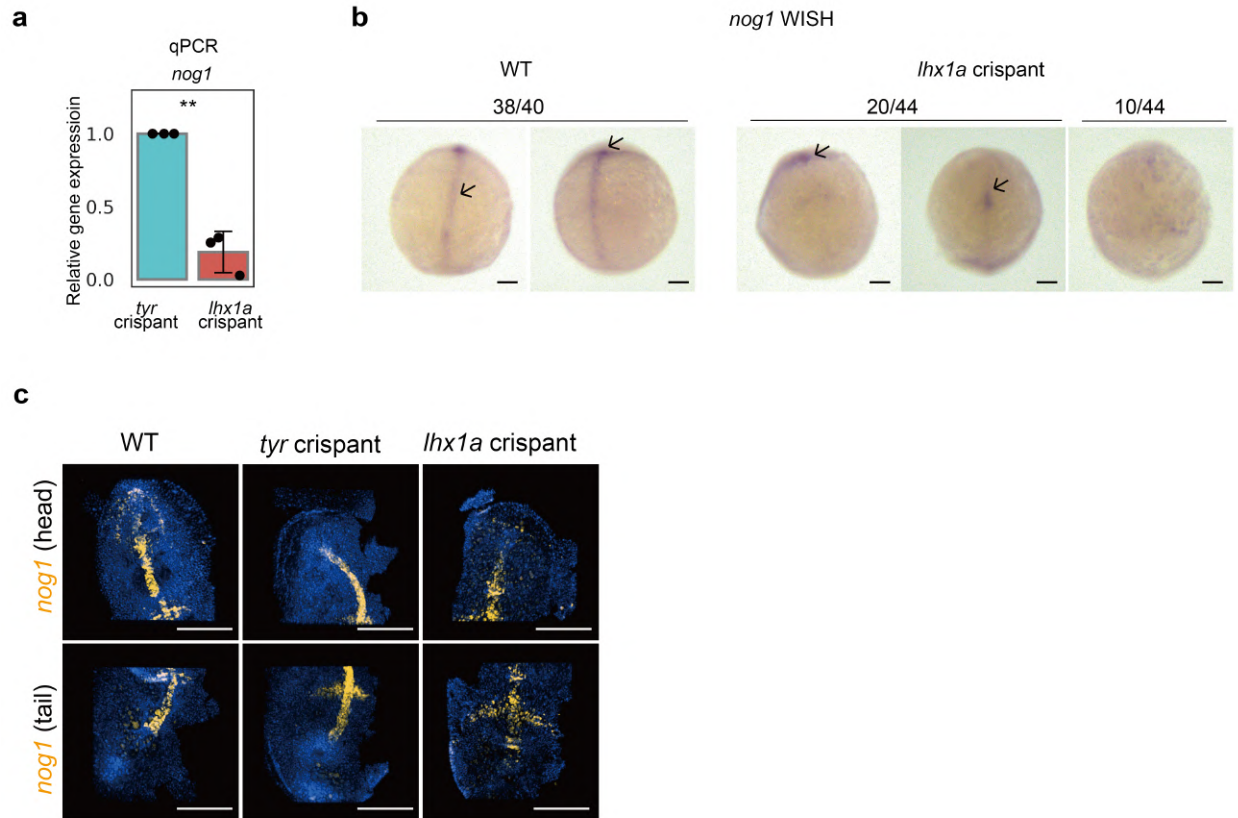 a
qPCR
nog1
**
Relative gene expressioin
1.0
0.5
0.0
tyr
crispant
lhx1a
crispant
b
nog1 WISH
WT
lhx1a crispant
38/40
20/44
10/44
c
WT
tyr crispant
lhx1a crispant
nog1 (head)
nog1 (tail)